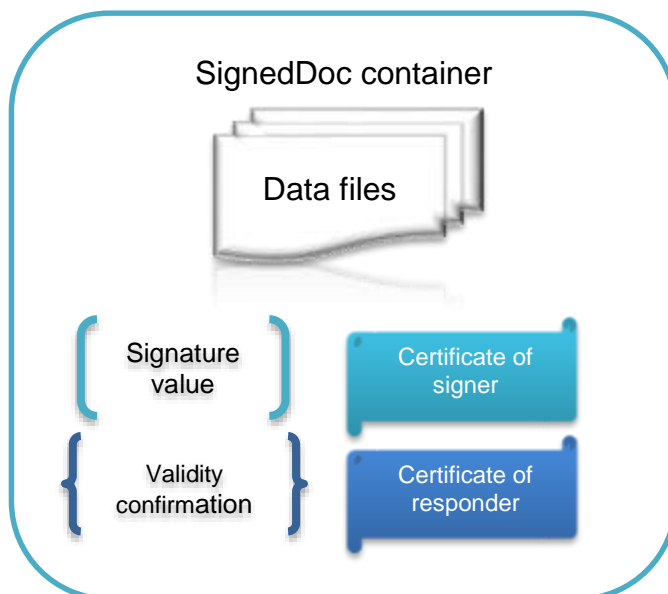 SignedDoc container
Data files
Signature
value
Certificate of
signer
Validity
confirmation
Certificate of
responder